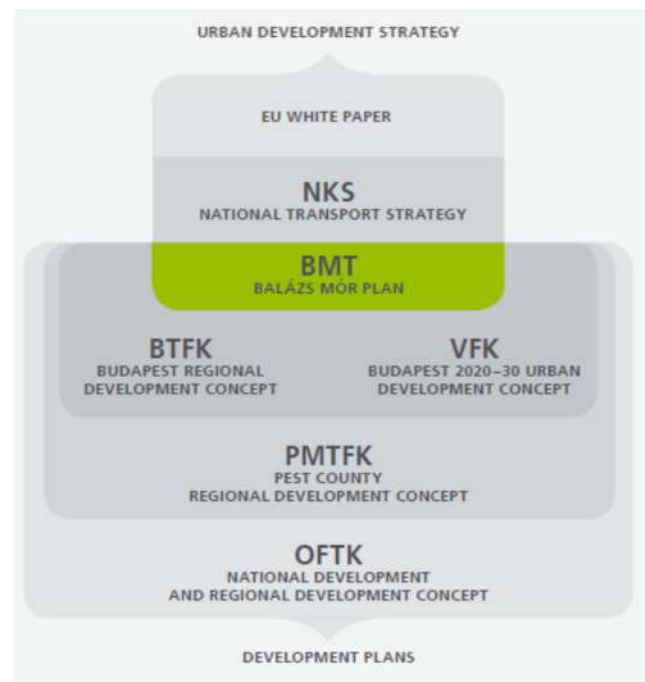 URBAN DEVELOPMENT STRATEGY
EU WHITE PAPER
NKS
NATIONAL TRANSPORT STRATEGY
BMT
BALÁZS MÓR PLAN
BTFK
BUDAPEST REGIONAL
DEVELOPMENT CONCEPT
VFK
BUDAPEST 2020–30 URBAN
DEVELOPMENT CONCEPT
PMTFK
PEST COUNTY
REGIONAL DEVELOPMENT CONCEPT
OFTK
NATIONAL DEVELOPMENT
AND REGIONAL DEVELOPMENT CONCEPT
DEVELOPMENT PLANS